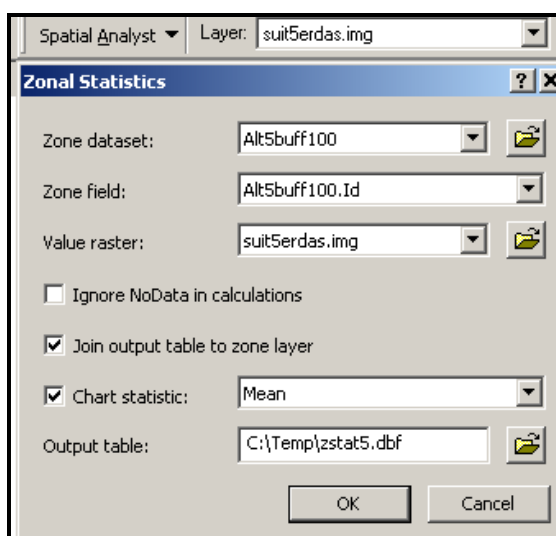 Spatial Analyst Layer: suit5erdas.img
Zonal Statistics ? X
Zone dataset: Alt5buff100
Zone field: Alt5buff100.Id
Value raster: suit5erdas.img
Ignore NoData in calculations
Join output table to zone layer
Chart statistic: Mean
Output table: C:\Temp\zstat5.dbf
OK Cancel